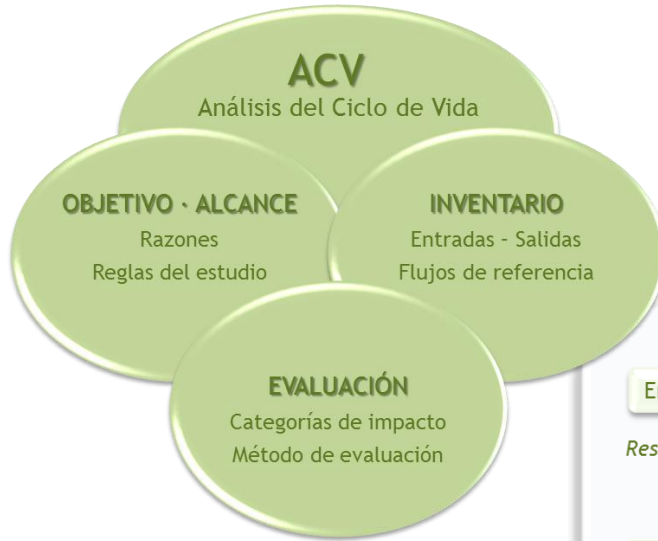 ACV
Análisis del Ciclo de Vida
OBJETIVO · ALCANCE
Razones
Reglas del estudio
INVENTARIO
Entradas - Salidas
Flujos de referencia
EVALUACIÓN
Categorías de impacto
Método de evaluación